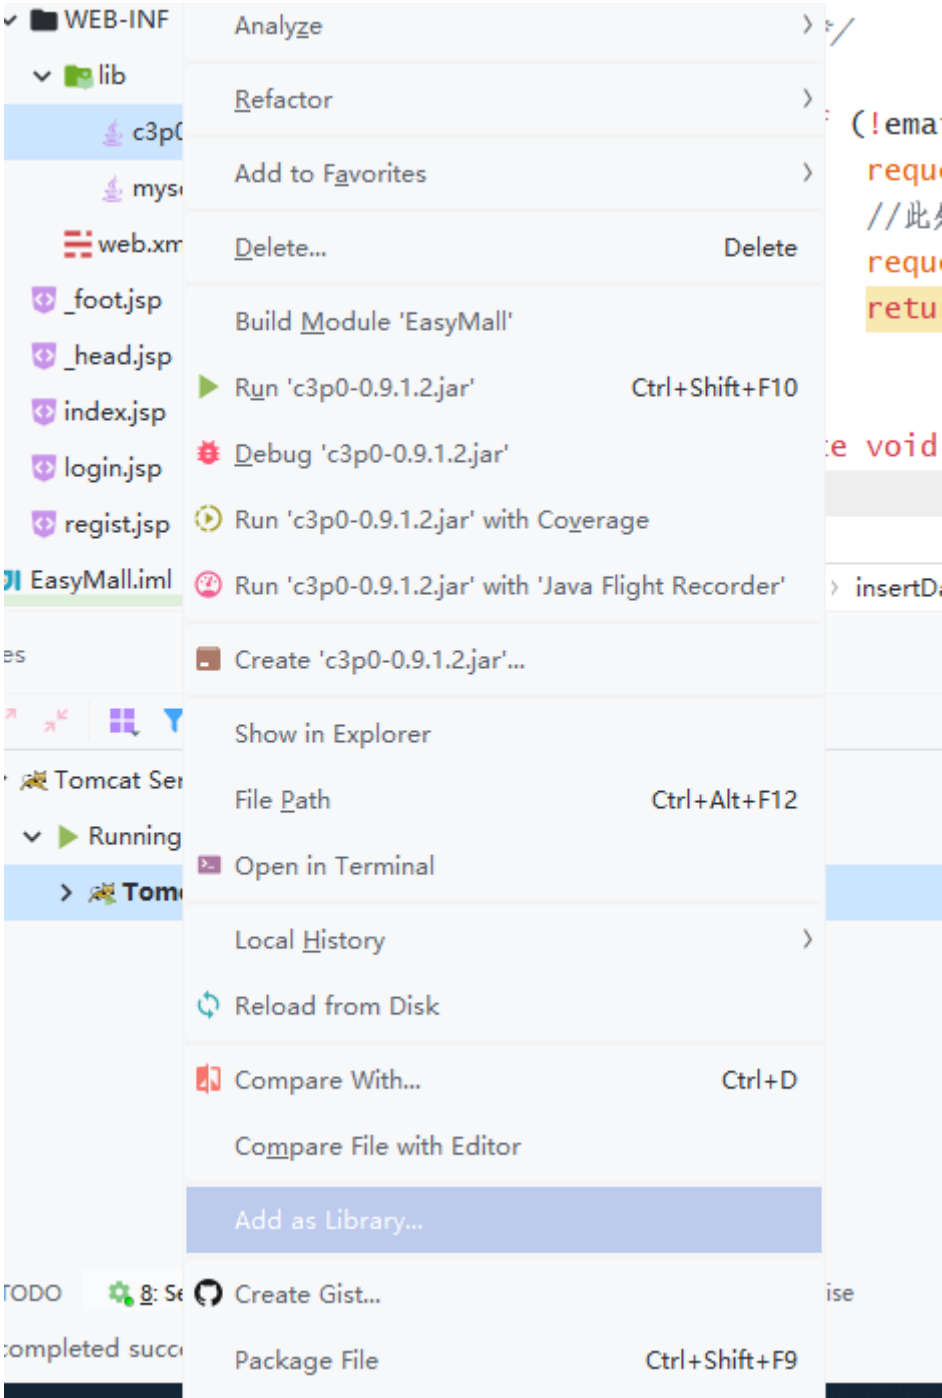 WEB-INF
lib
c3p0
mys
web.xm
_foot.jsp
_head.jsp
index.jsp
login.jsp
regist.jsp
EasyMall.iml
es
Tomcat Ser
Running
Tom
TODO
8: Se
completed succe
Analyze
Refactor
Add to Favorites
Delete... Delete
Build Module 'EasyMall'
Run 'c3p0-0.9.1.2.jar' Ctrl+Shift+F10
Debug 'c3p0-0.9.1.2.jar'
Run 'c3p0-0.9.1.2.jar' with Coverage
Run 'c3p0-0.9.1.2.jar' with 'Java Flight Recorder'
Create 'c3p0-0.9.1.2.jar'...
Show in Explorer
File Path Ctrl+Alt+F12
Open in Terminal
Local History
Reload from Disk
Compare With... Ctrl+D
Compare File with Editor
Add as Library...
Create Gist...
Package File Ctrl+Shift+F9
*/
(!ema
requ
//此
requ
retu
e void
insertDa
ise